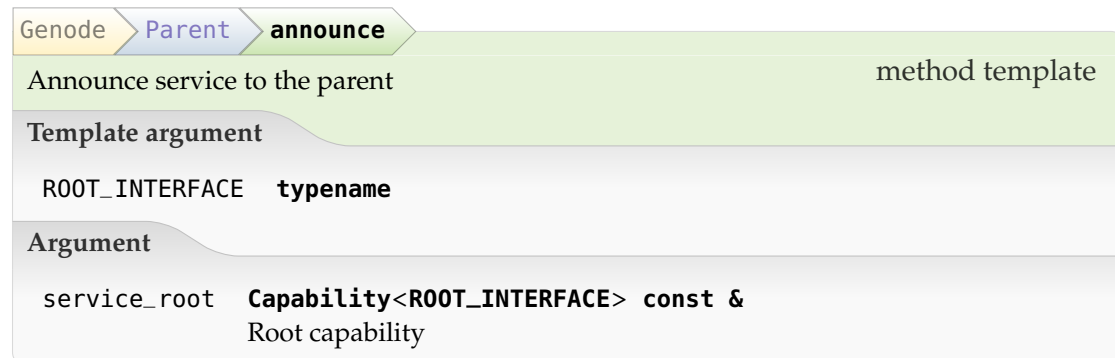 Genode Parent announce
Announce service to the parent method template
Template argument
ROOT_INTERFACE typename
Argument
service_root Capability<ROOT_INTERFACE> const &
Root capability